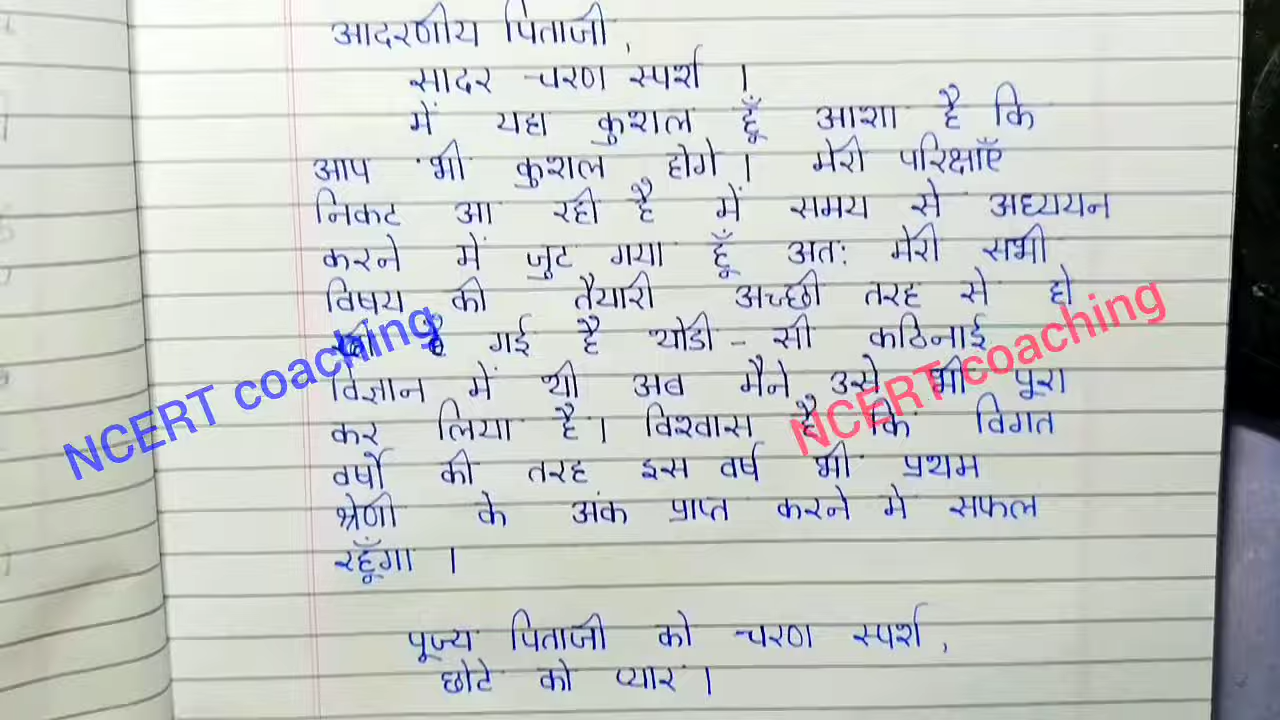 आदरणीय पिताजी,
सादर चरण स्पर्श ।
में यहा कुशल हूँ आशा है कि
आप भी कुशल होगे । मेरी परिक्षाएँ
निकट आ रही है में समय से अध्ययन
करने में जुट गया हूँ अतः मेरी सभी
विषय की तैयारी अच्छी तरह से हो
गई है थोडी - सी कठिनाई
विज्ञान में थी अब मैने उसे भी पूरा
कर लिया है । विश्वास है कि विगत
वर्षो की तरह इस वर्ष भी प्रथम
श्रेणी के अंक प्राप्त करने मे सफल
रहूँगा ।
पूज्य पिताजी को चरण स्पर्श,
छोटे को प्यार ।
NCERT coaching
NCERT coaching